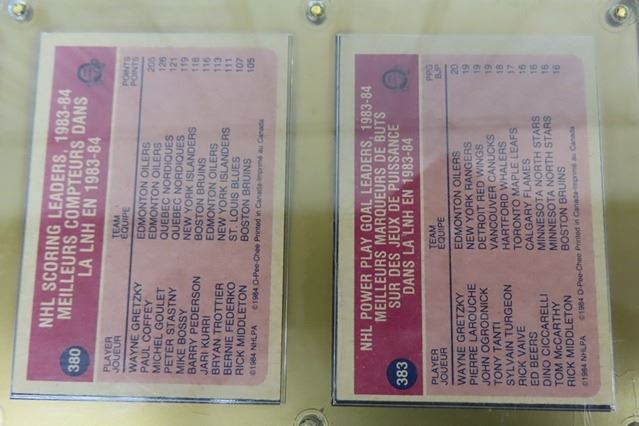 NHL SCORING LEADERS, 1983-84
MEILLEURS COMPTEURS DANS
LA LNH EN 1983-84
380
PLAYER TEAM POINTS
JOUEUR ÉQUIPE POINTS
WAYNE GRETZKY EDMONTON OILERS 205
PAUL COFFEY EDMONTON OILERS 126
MICHEL GOULET QUEBEC NORDIQUES 121
PETER STASTNY QUEBEC NORDIQUES 119
MIKE BOSSY NEW YORK ISLANDERS 118
BARRY PEDERSON BOSTON BRUINS 116
JARI KURRI EDMONTON OILERS 113
BRYAN TROTTIER NEW YORK ISLANDERS 111
BERNIE FEDERKO ST. LOUIS BLUES 107
RICK MIDDLETON BOSTON BRUINS 105
©1984 NHLPA ©1984 O-Pee-Chee Printed in Canada-Imprimé au Canada
NHL POWER PLAY GOAL LEADERS, 1983-84
MEILLEURS MARQUEURS DE BUTS
SUR DES JEUX DE PUISSANCE
DANS LA LNH EN 1983-84
383
PLAYER TEAM PPG
JOUEUR ÉQUIPE BJP
WAYNE GRETZKY EDMONTON OILERS 20
PIERRE LAROUCHE NEW YORK RANGERS 19
JOHN OGRODNICK DETROIT RED WINGS 19
TONY TANTI VANCOUVER CANUCKS 19
SYLVAIN TURGEON HARTFORD WHALERS 18
RICK VAIVE TORONTO MAPLE LEAFS 17
ED BEERS CALGARY FLAMES 16
DINO CICCARELLI MINNESOTA NORTH STARS 16
TOM McCARTHY MINNESOTA NORTH STARS 16
RICK MIDDLETON BOSTON BRUINS 16
©1984 NHLPA ©1984 O-Pee-Chee Printed in Canada-Imprimé au Canada